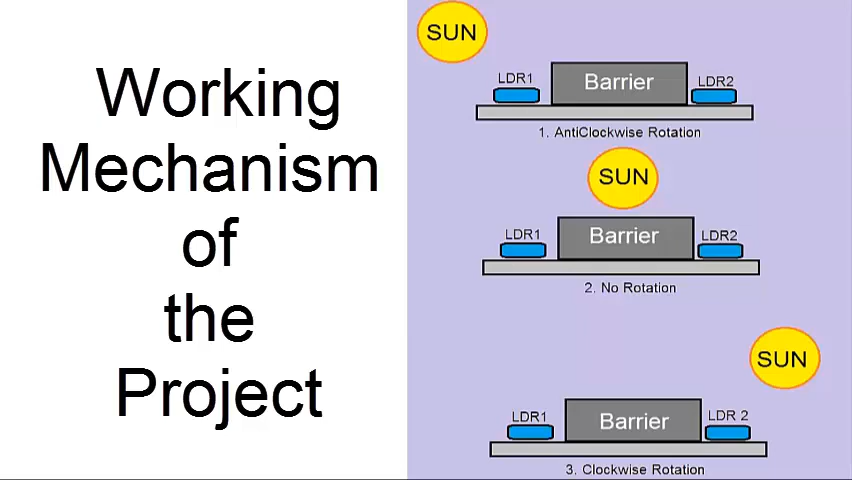 Working
Mechanism
of
the
Project
SUN
LDR1
Barrier
LDR2
1. AntiClockwise Rotation
SUN
LDR1
Barrier
LDR2
2. No Rotation
SUN
LDR1
Barrier
LDR 2
3. Clockwise Rotation